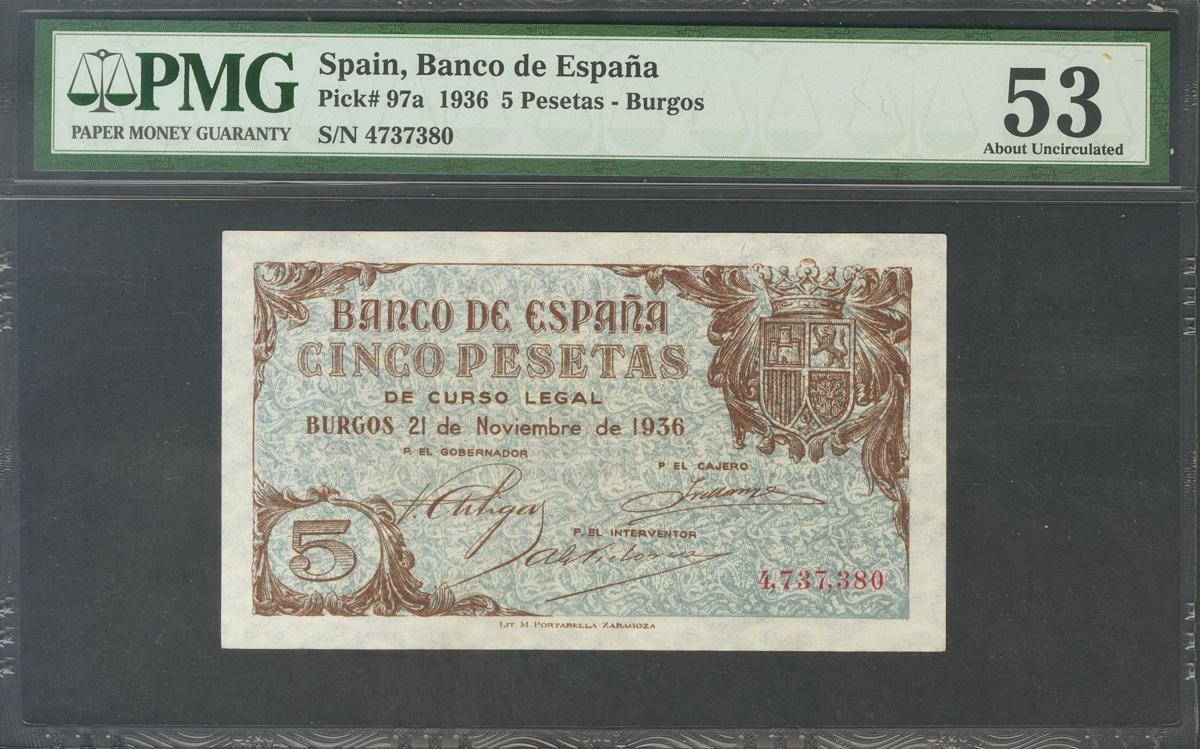 PMG
PAPER MONEY GUARANTY
Spain, Banco de España
Pick# 97a 1936 5 Pesetas - Burgos
S/N 4737380
53
About Uncirculated
BANCO DE ESPAÑA
CINCO PESETAS
DE CURSO LEGAL
BURGOS 21 de Noviembre de 1936
P. EL GOBERNADOR
P EL CAJERO
P EL INTERVENTOR
5
4,737,380
LIT. M. PORTABELLA - ZARAGOZA